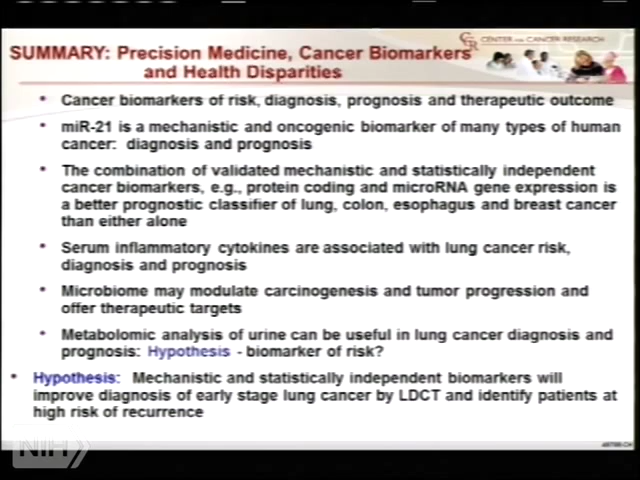 CCR CENTER FOR CANCER RESEARCH
SUMMARY: Precision Medicine, Cancer Biomarkers
and Health Disparities
• Cancer biomarkers of risk, diagnosis, prognosis and therapeutic outcome
• miR-21 is a mechanistic and oncogenic biomarker of many types of human
cancer: diagnosis and prognosis
• The combination of validated mechanistic and statistically independent
cancer biomarkers, e.g., protein coding and microRNA gene expression is
a better prognostic classifier of lung, colon, esophagus and breast cancer
than either alone
• Serum inflammatory cytokines are associated with lung cancer risk,
diagnosis and prognosis
• Microbiome may modulate carcinogenesis and tumor progression and
offer therapeutic targets
• Metabolomic analysis of urine can be useful in lung cancer diagnosis and
prognosis: Hypothesis - biomarker of risk?
• Hypothesis: Mechanistic and statistically independent biomarkers will
improve diagnosis of early stage lung cancer by LDCT and identify patients at
high risk of recurrence
NIH